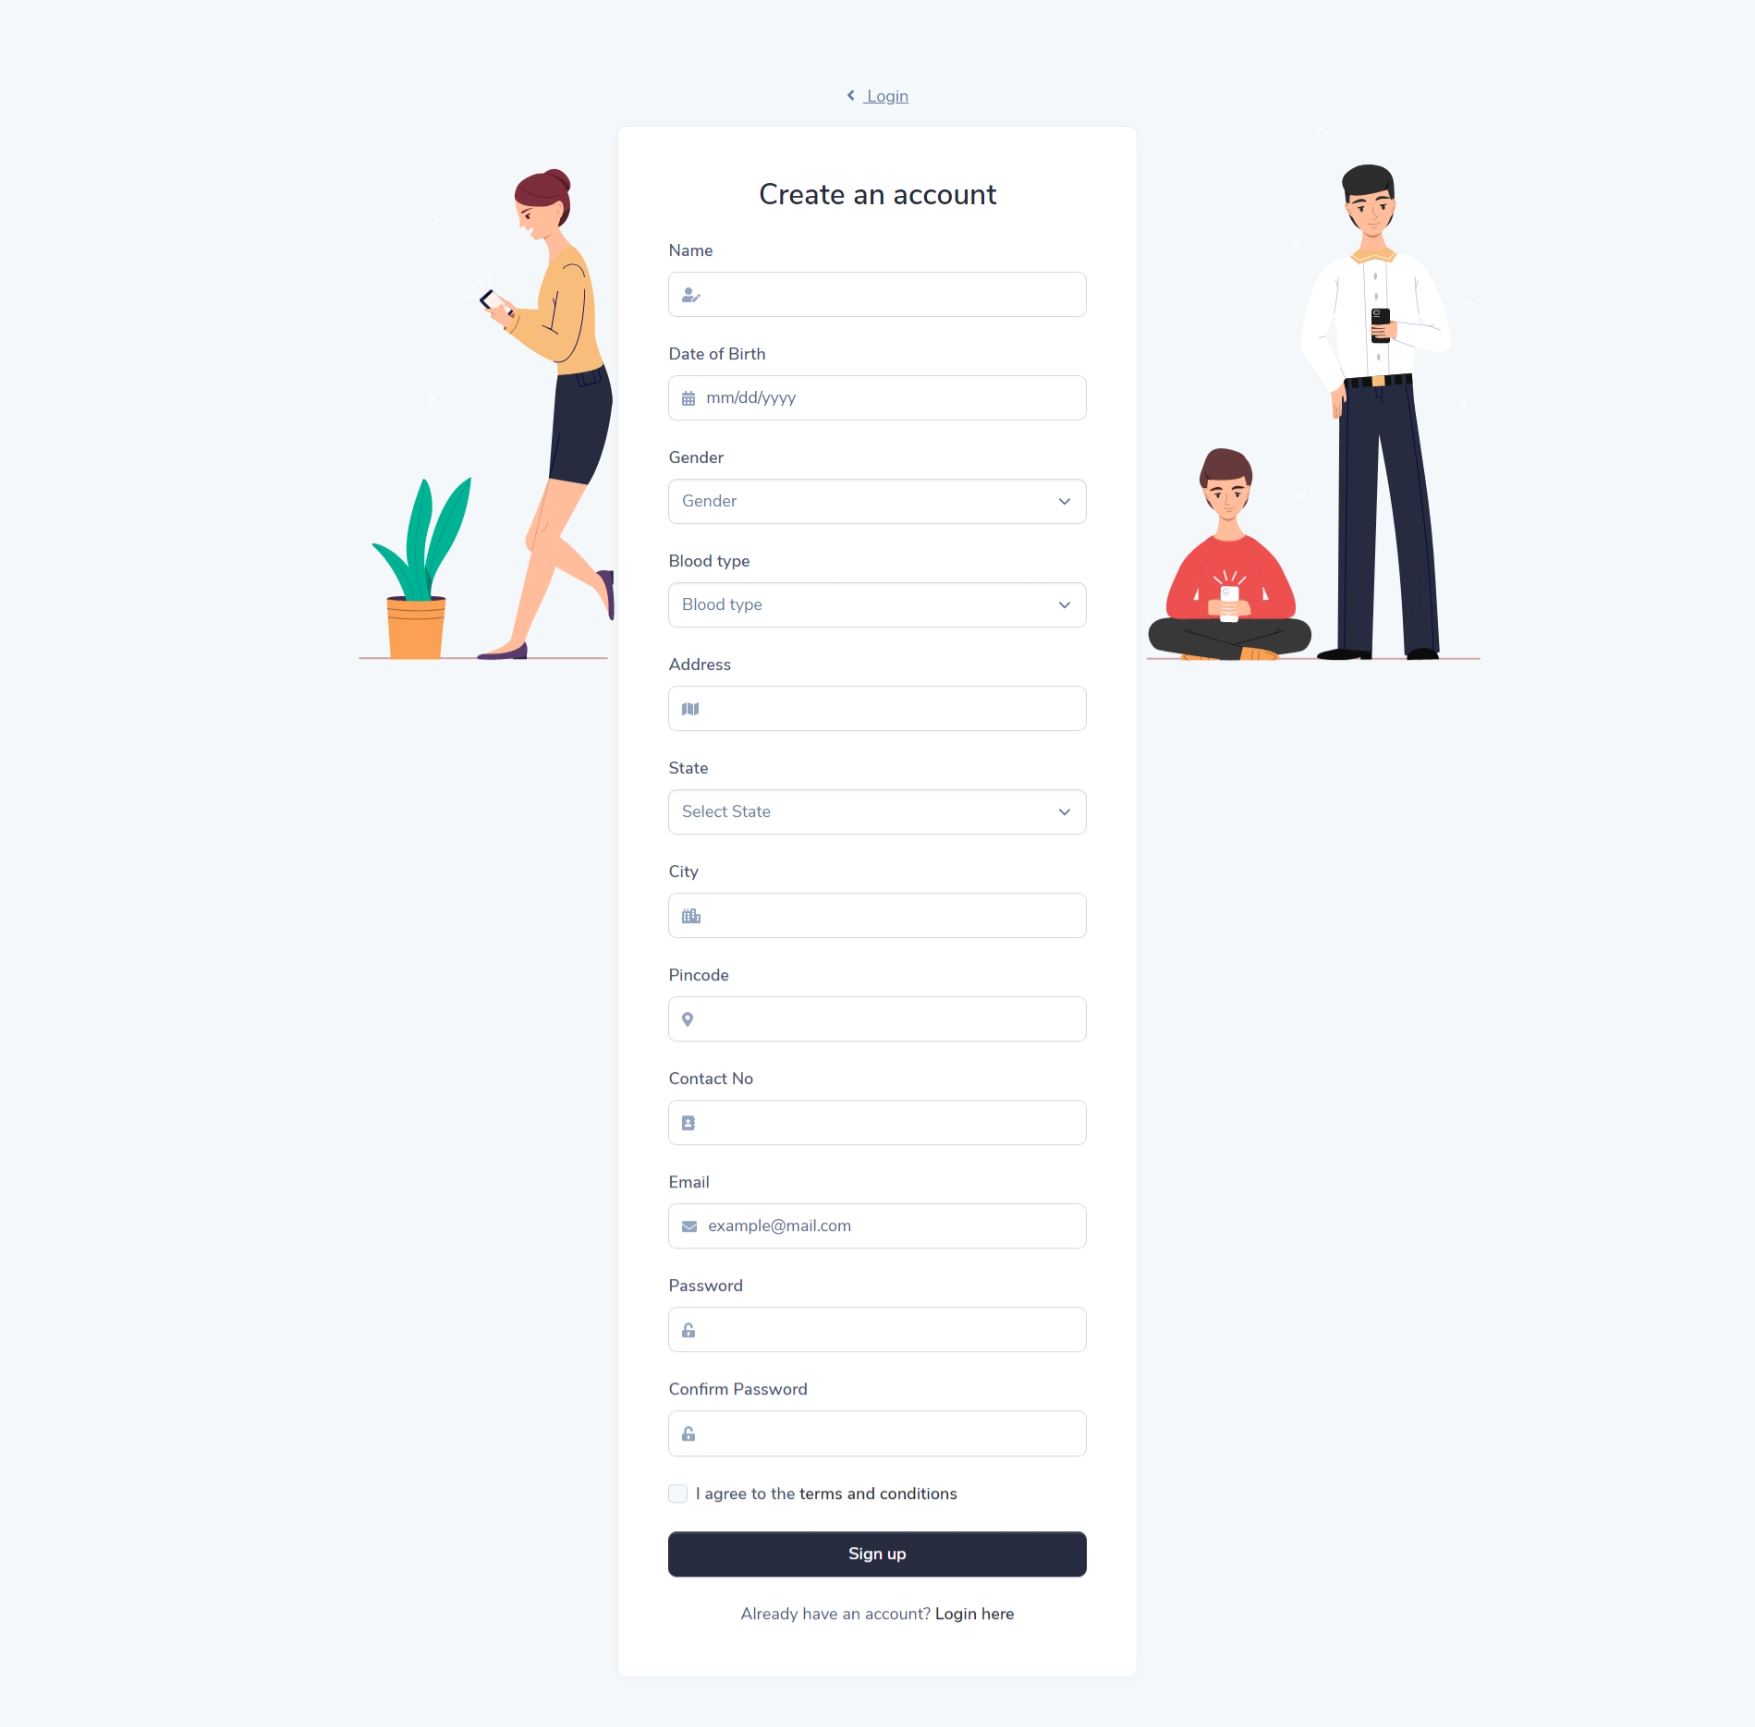 Login
Create an account
Name
Date of Birth
mm/dd/yyyy
Gender
Gender
Blood type
Blood type
Address
State
Select State
City
Pincode
Contact No
Email
example@mail.com
Password
Confirm Password
I agree to the terms and conditions
Sign up
Already have an account? Login here